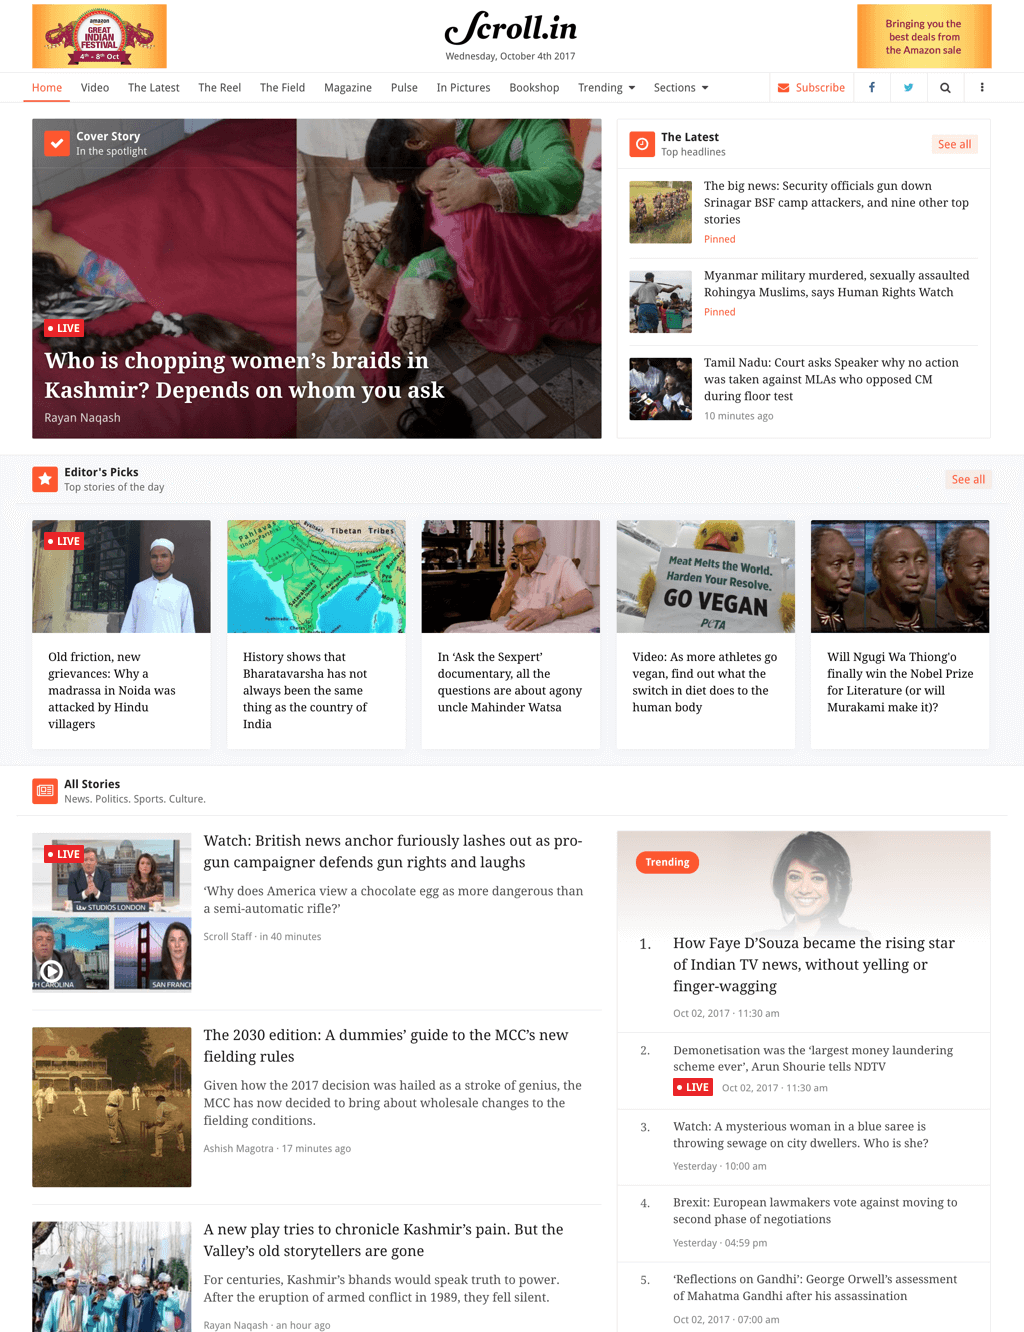 amazon
GREAT
INDIAN
FESTIVAL
4th - 8th Oct
Scroll.in
Wednesday, October 4th 2017
Bringing you the
best deals from
the Amazon sale
Home Video The Latest The Reel The Field Magazine Pulse In Pictures Bookshop Trending Sections Subscribe
Cover Story
In the spotlight
LIVE
Who is chopping women’s braids in
Kashmir? Depends on whom you ask
Rayan Naqash
The Latest
Top headlines
See all
The big news: Security officials gun down
Srinagar BSF camp attackers, and nine other top
stories
Pinned
Myanmar military murdered, sexually assaulted
Rohingya Muslims, says Human Rights Watch
Pinned
Tamil Nadu: Court asks Speaker why no action
was taken against MLAs who opposed CM
during floor test
10 minutes ago
Editor's Picks
Top stories of the day
See all
LIVE
Old friction, new
grievances: Why a
madrassa in Noida was
attacked by Hindu
villagers
Pahlavas
Tibetan Tribes
History shows that
Bharatavarsha has not
always been the same
thing as the country of
India
In ‘Ask the Sexpert’
documentary, all the
questions are about agony
uncle Mahinder Watsa
Meat Melts the World.
Harden Your Resolve.
GO VEGAN
PETA
Video: As more athletes go
vegan, find out what the
switch in diet does to the
human body
Will Ngugi Wa Thiong'o
finally win the Nobel Prize
for Literature (or will
Murakami make it)?
All Stories
News. Politics. Sports. Culture.
LIVE
itv STUDIOS LONDON
TH CAROLINA
SAN FRANCI
Watch: British news anchor furiously lashes out as pro-
gun campaigner defends gun rights and laughs
‘Why does America view a chocolate egg as more dangerous than
a semi-automatic rifle?’
Scroll Staff · in 40 minutes
The 2030 edition: A dummies’ guide to the MCC’s new
fielding rules
Given how the 2017 decision was hailed as a stroke of genius, the
MCC has now decided to bring about wholesale changes to the
fielding conditions.
Ashish Magotra · 17 minutes ago
A new play tries to chronicle Kashmir’s pain. But the
Valley’s old storytellers are gone
For centuries, Kashmir’s bhands would speak truth to power.
After the eruption of armed conflict in 1989, they fell silent.
Rayan Naqash · an hour ago
Trending
1. How Faye D’Souza became the rising star
of Indian TV news, without yelling or
finger-wagging
Oct 02, 2017 · 11:30 am
2. Demonetisation was the ‘largest money laundering
scheme ever’, Arun Shourie tells NDTV
LIVE Oct 02, 2017 · 11:30 am
3. Watch: A mysterious woman in a blue saree is
throwing sewage on city dwellers. Who is she?
Yesterday · 10:00 am
4. Brexit: European lawmakers vote against moving to
second phase of negotiations
Yesterday · 04:59 pm
5. ‘Reflections on Gandhi’: George Orwell’s assessment
of Mahatma Gandhi after his assassination
Oct 02, 2017 · 07:00 am